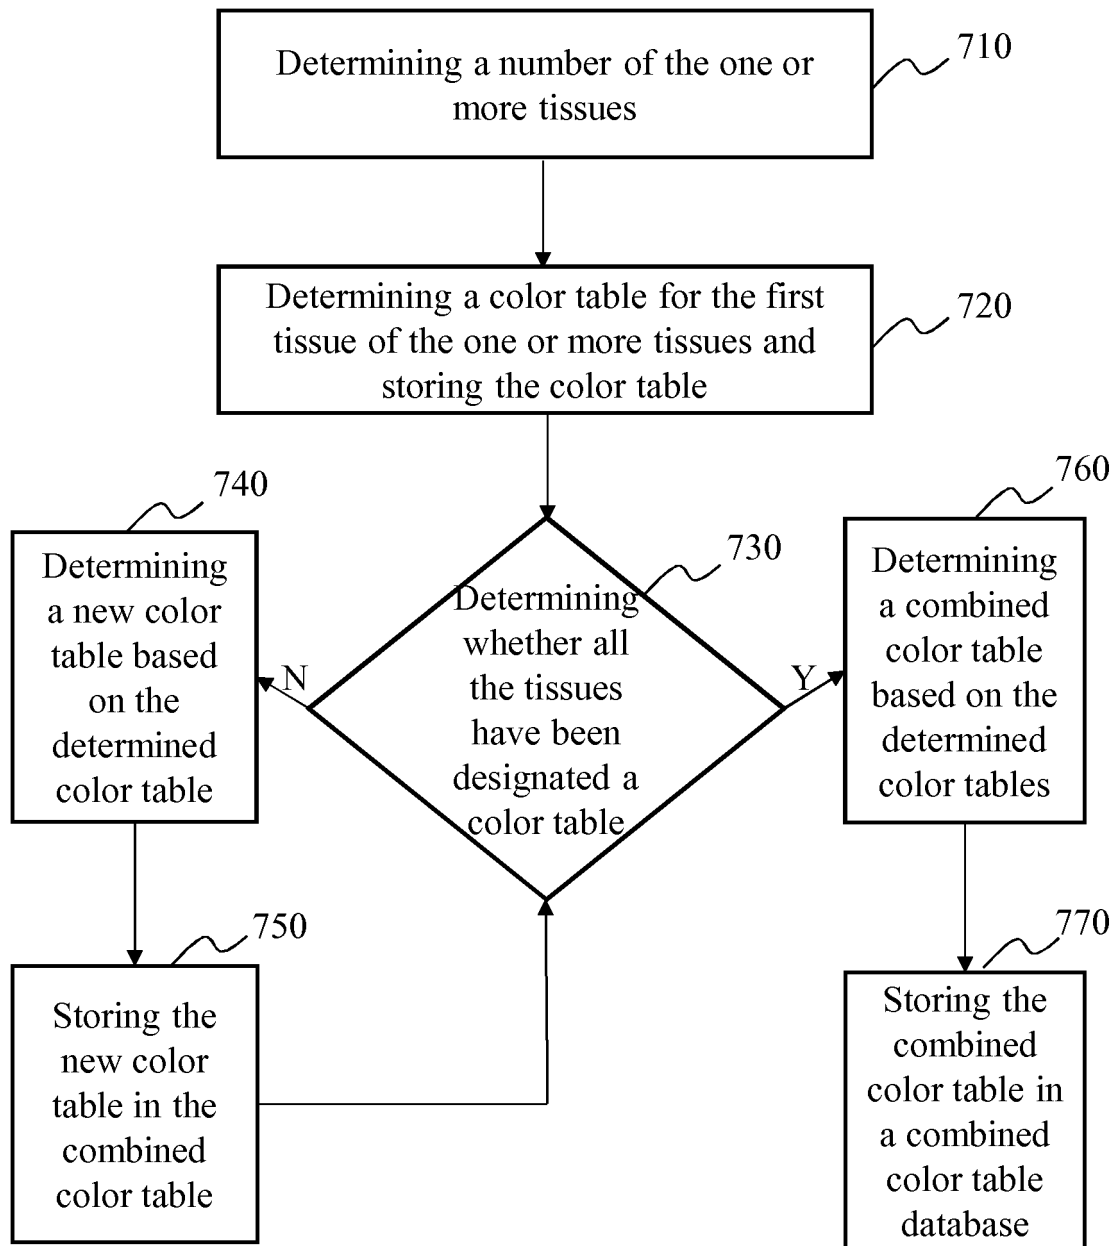 Determining a number of the one or
more tissues
710
Determining a color table for the first
tissue of the one or more tissues and
storing the color table
720
730
Determining
whether all
the tissues
have been
designated a
color table
N
Y
740
Determining
a new color
table based
on the
determined
color table
750
Storing the
new color
table in the
combined
color table
760
Determining
a combined
color table
based on the
determined
color tables
770
Storing the
combined
color table in
a combined
color table
database